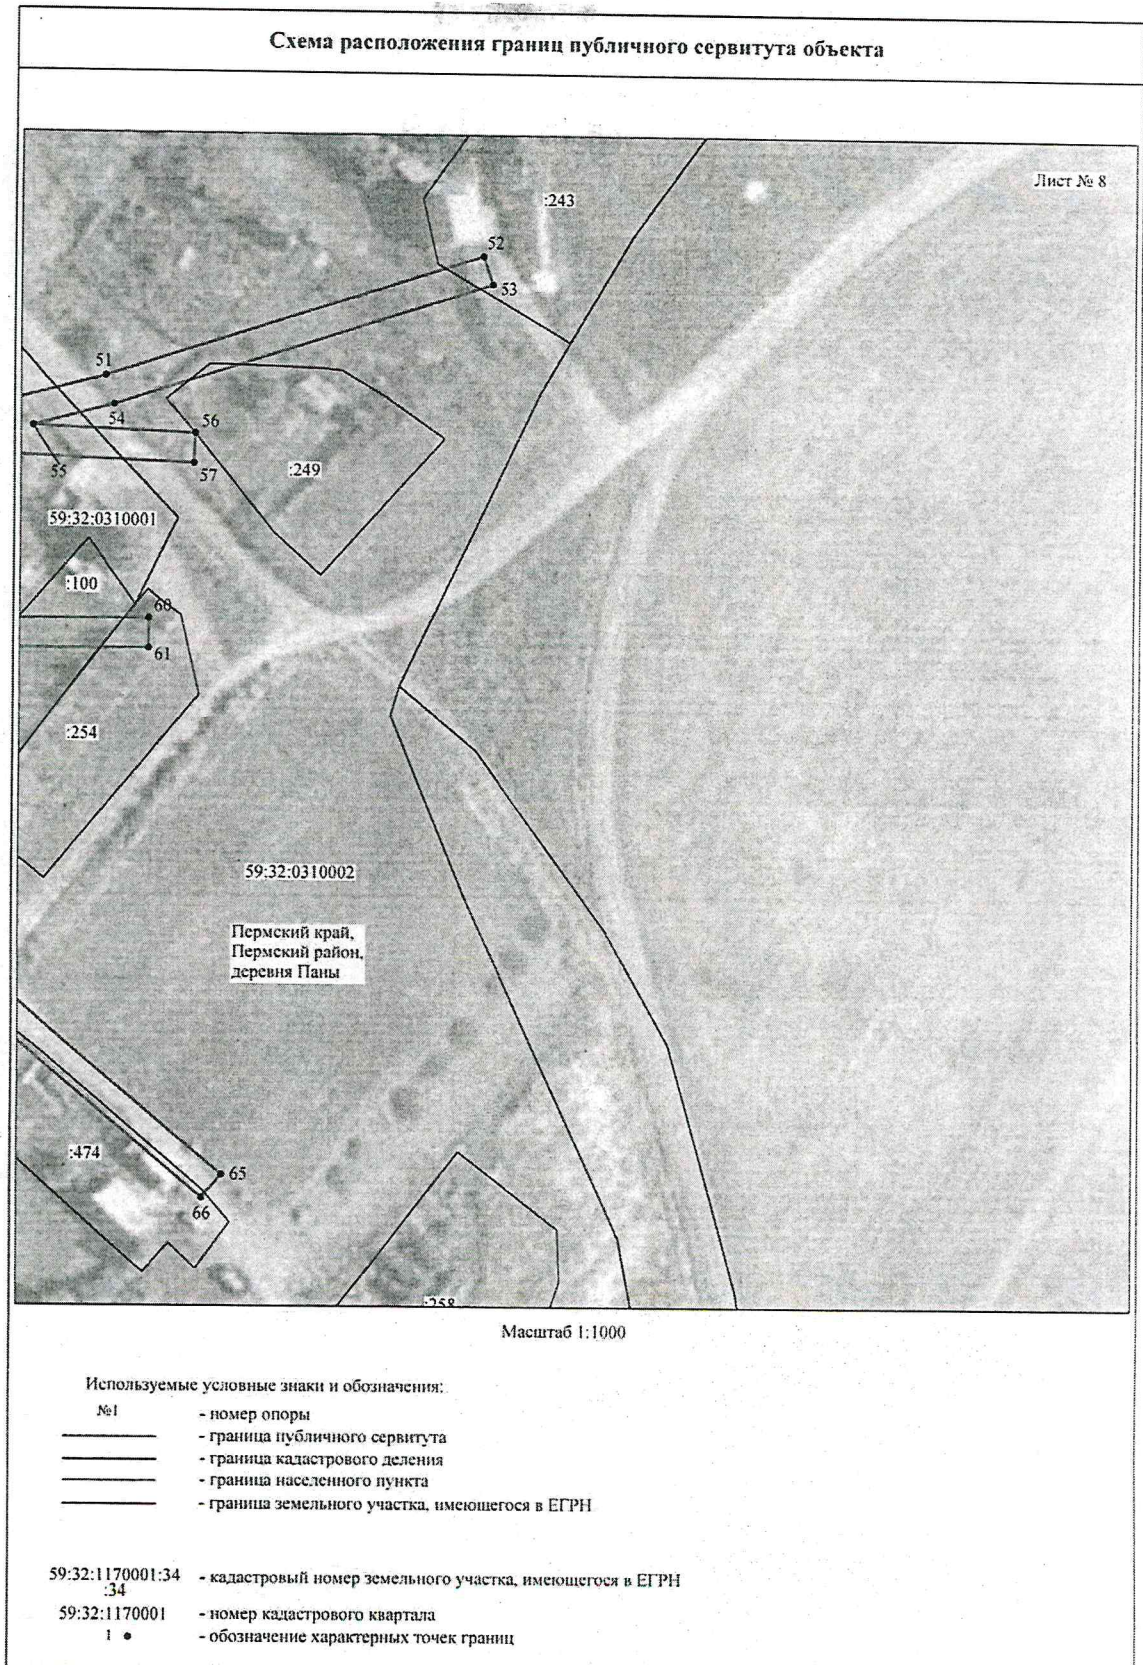 Схема расположения границ публичного сервитута объекта
Лист № 8
:243
52
53
51
54
56
55
57
:249
59:32:0310001
:100
60
61
:254
59:32:0310002
Пермский край,
Пермский район,
деревня Паны
:474
65
66
:258
Масштаб 1:1000
Используемые условные знаки и обозначения:
№1 - номер опоры
- граница публичного сервитута
- граница кадастрового деления
- граница населенного пункта
- граница земельного участка, имеющегося в ЕГРН
59:32:1170001:34 - кадастровый номер земельного участка, имеющегося в ЕГРН
:34
59:32:1170001 - номер кадастрового квартала
1 ● - обозначение характерных точек границ